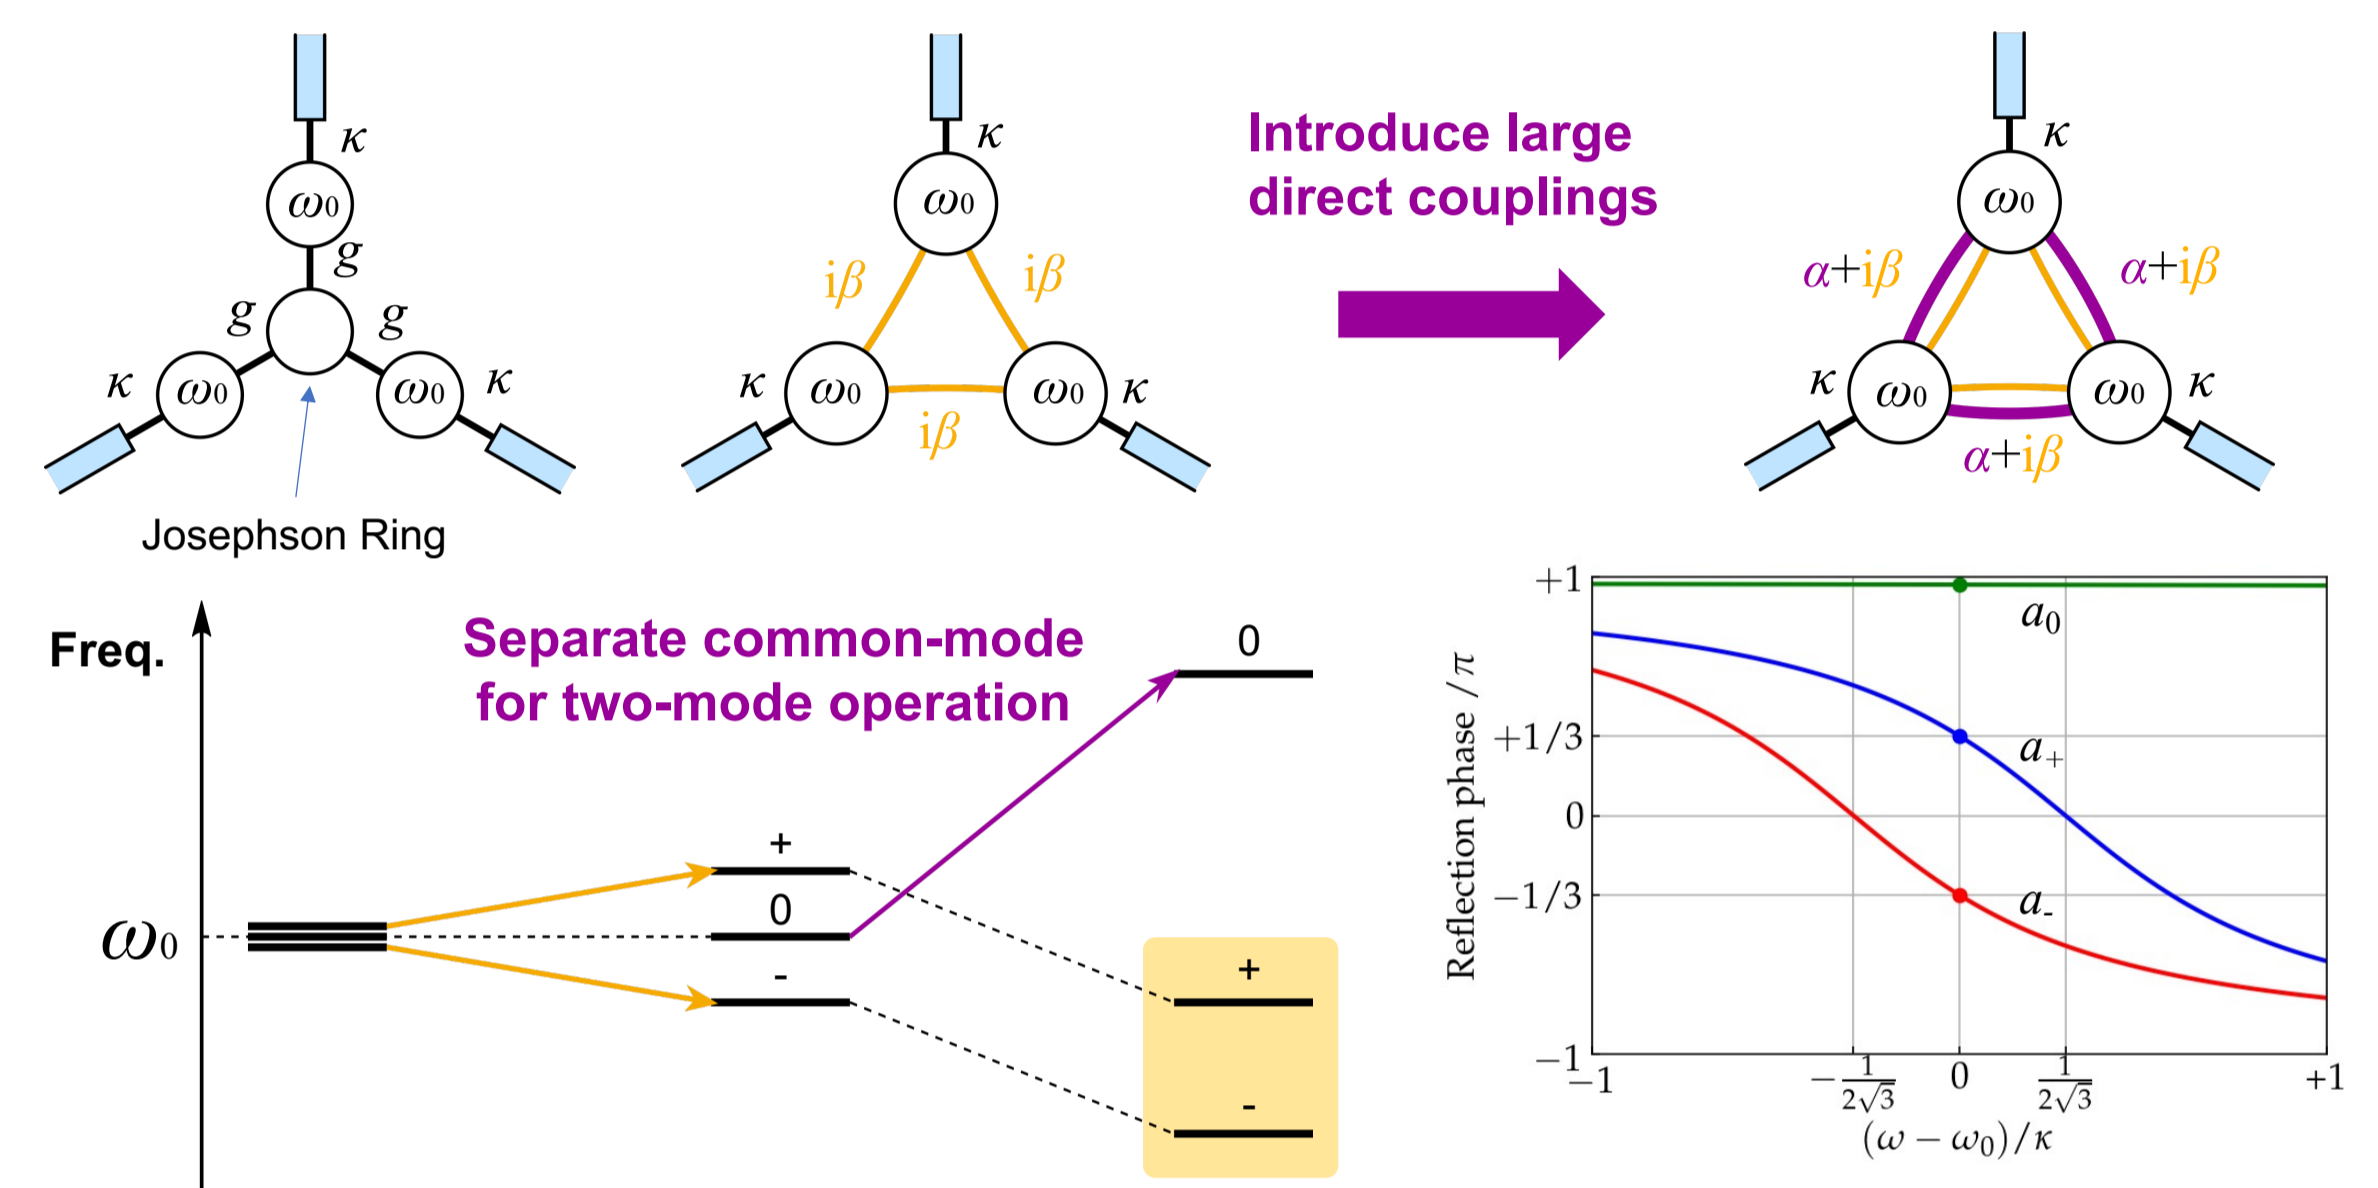 κ
ω0
g
g
g
κ
ω0
ω0
κ
Josephson Ring
κ
ω0
iβ
iβ
κ
ω0
ω0
κ
iβ
Introduce large
direct couplings
κ
ω0
α+iβ
α+iβ
κ
ω0
ω0
κ
α+iβ
Freq.
Separate common-mode
for two-mode operation
0
+
0
-
ω0
+
-
Reflection phase /π
+1
+1/3
0
−1/3
−1
a0
a+
a-
−1
−1/2√3
0
1/2√3
+1
(ω − ω0)/κ